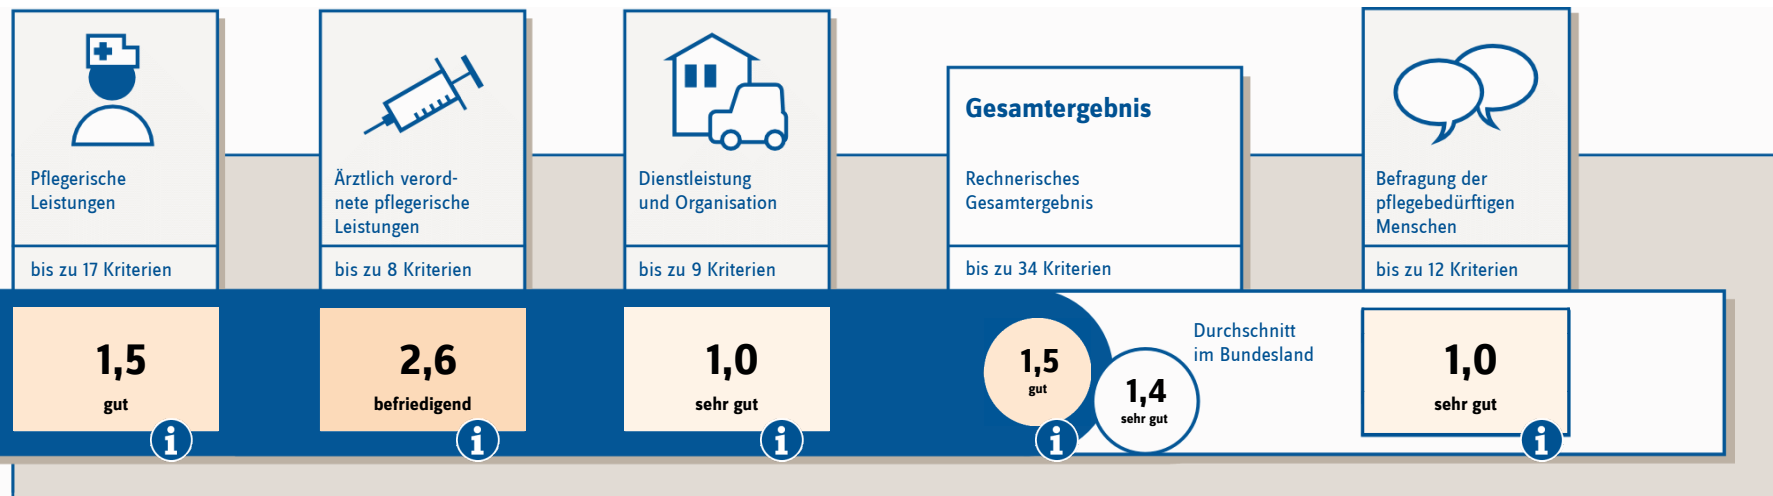 Pflegerische
Leistungen
bis zu 17 Kriterien
1,5
gut
i
Ärztlich verord-
nete pflegerische
Leistungen
bis zu 8 Kriterien
2,6
befriedigend
i
Dienstleistung
und Organisation
bis zu 9 Kriterien
1,0
sehr gut
i
Gesamtergebnis
Rechnerisches
Gesamtergebnis
bis zu 34 Kriterien
1,5
gut
i
1,4
sehr gut
Durchschnitt
im Bundesland
Befragung der
pflegebedürftigen
Menschen
bis zu 12 Kriterien
1,0
sehr gut
i